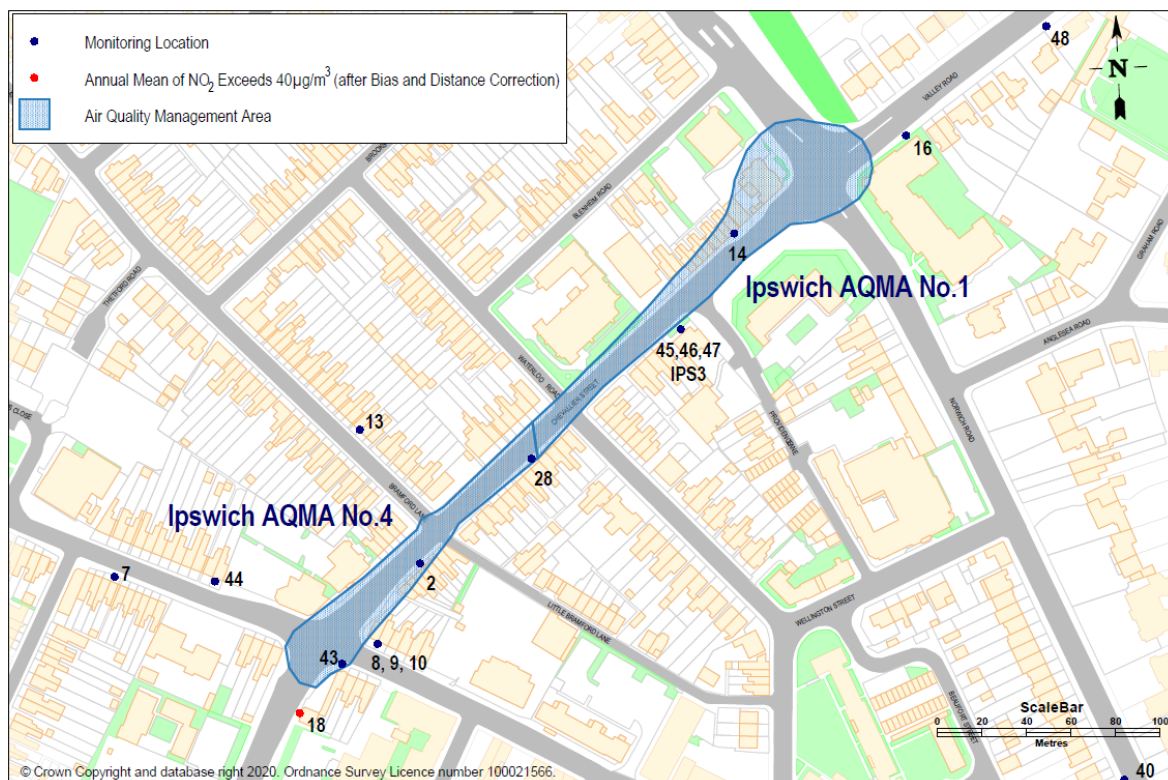 Monitoring Location
Annual Mean of NO2 Exceeds 40µg/m3 (after Bias and Distance Correction)
Air Quality Management Area
48
N
VALLEY ROAD
16
BLENHEIM ROAD
GRAHAM ROAD
14
THETFORD ROAD
Ipswich AQMA No.1
ANGLESEA ROAD
45,46,47
IPS3
WATERLOO ROAD
CHEVALLIER STREET
NORWICH ROAD
13
28
BRAMFORD LANE
Ipswich AQMA No.4
7
44
2
LITTLE BRAMFORD LANE
WELLINGTON STREET
43
8, 9, 10
BEAUFORT STREET
18
ScaleBar
0 20 40 60 80 100
Metres
© Crown Copyright and database right 2020. Ordnance Survey Licence number 100021566.
40